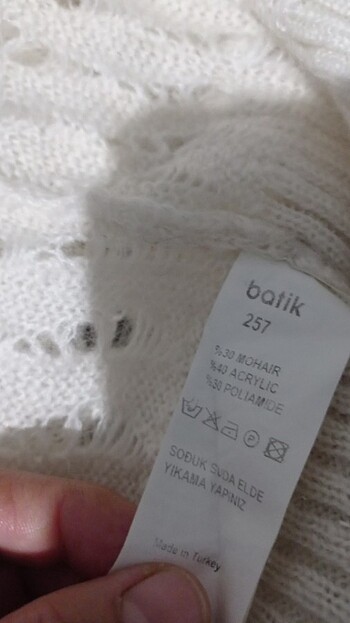 batik
257
%30 MOHAIR
%40 ACRYLIC
%30 POLIAMIDE
SOĞUK SUDA ELDE
YIKAMA YAPINIZ
Made in Turkey